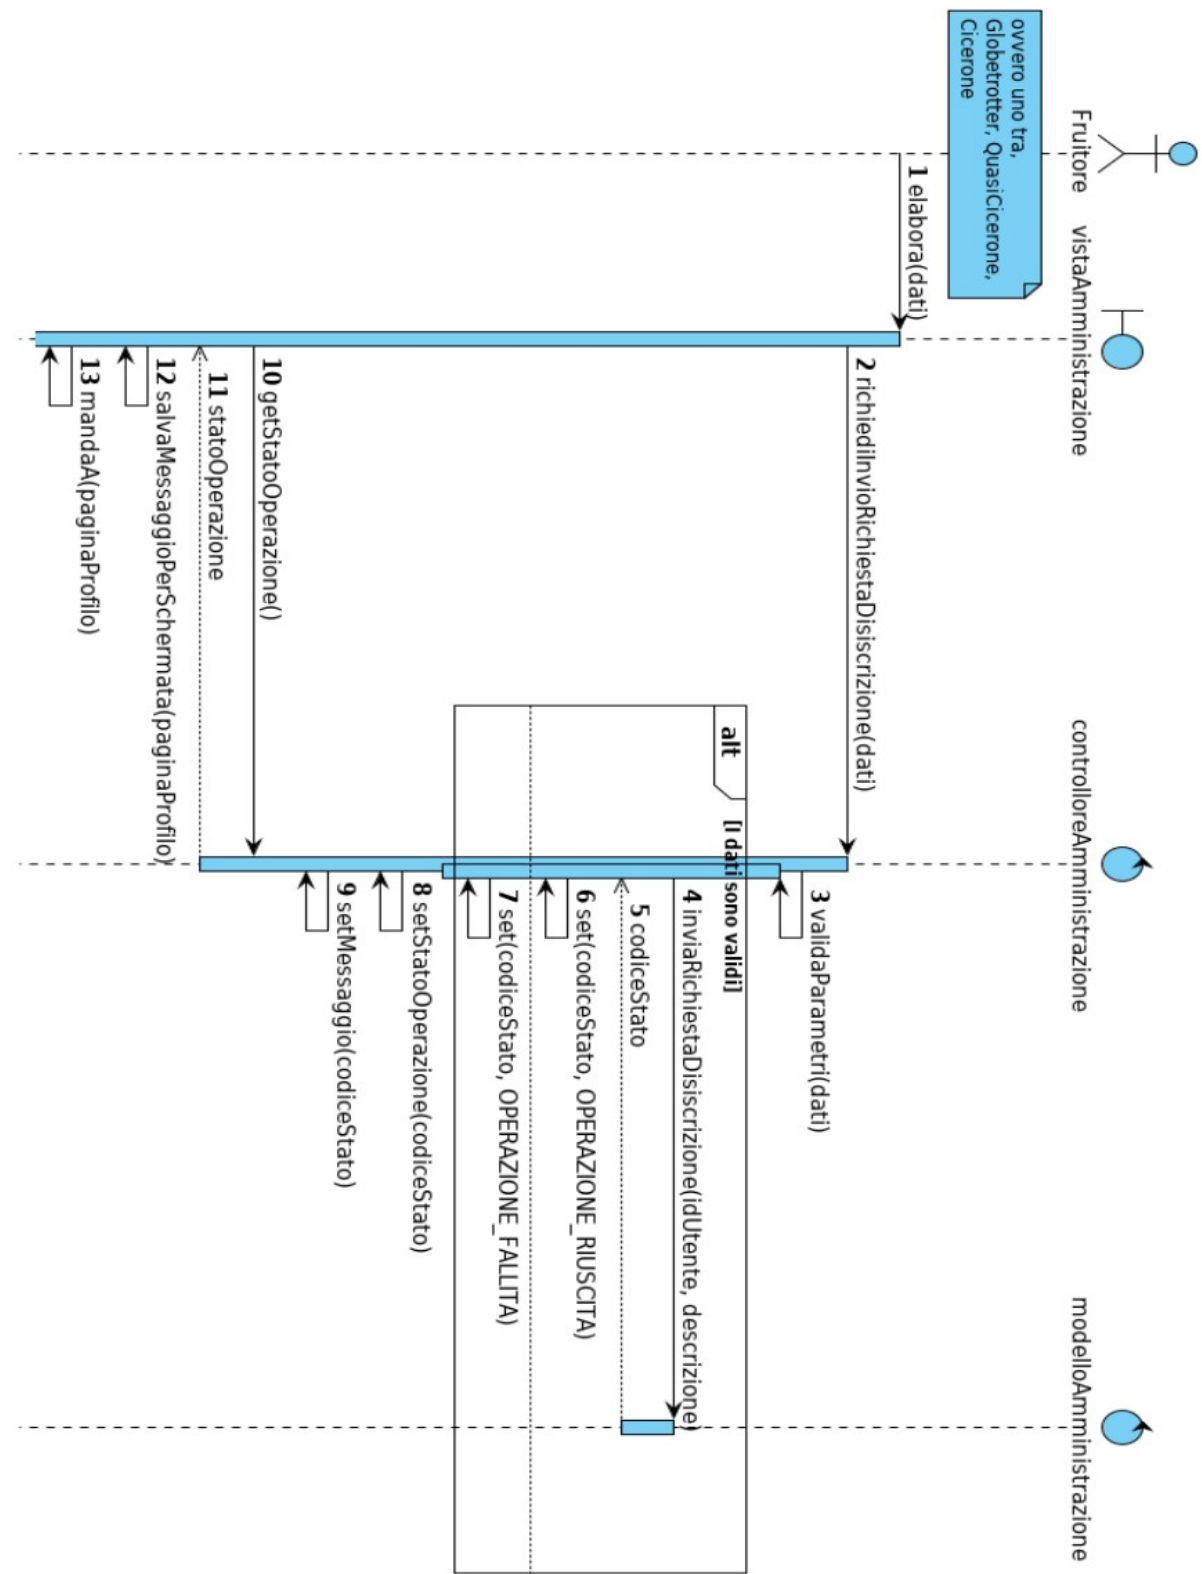 ovvero uno tra,
Globetrotter, QuasiCicerone,
Cicerone
Fruitore
vistaAmministrazione
controlloreAmministrazione
modelloAmministrazione
1 elabora(dati)
2 richiediInvioRichiestaDisiscrizione(dati)
3 validaParametri(dati)
alt
[I dati sono validi]
4 inviaRichiestaDisiscrizione(idUtente, descrizione)
5 codiceStato
6 set(codiceStato, OPERAZIONE_RIUSCITA)
7 set(codiceStato, OPERAZIONE_FALLITA)
8 setStatoOperazione(codiceStato)
9 setMessaggio(codiceStato)
10 getStatoOperazione()
11 statoOperazione
12 salvaMessaggioPerSchermata(paginaProfilo)
13 mandaA(paginaProfilo)